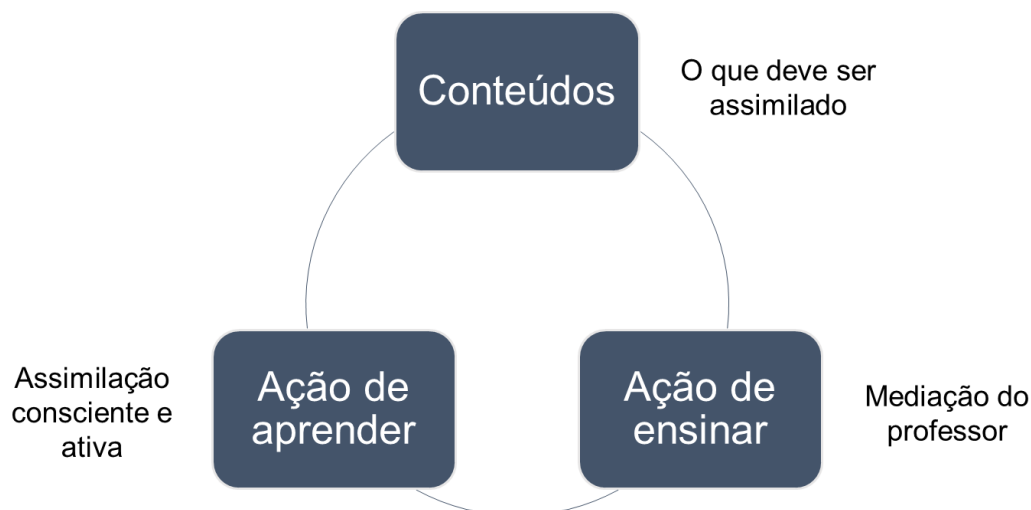 Conteúdos
O que deve ser
assimilado
Assimilação
consciente e
ativa
Ação de
aprender
Ação de
ensinar
Mediação do
professor